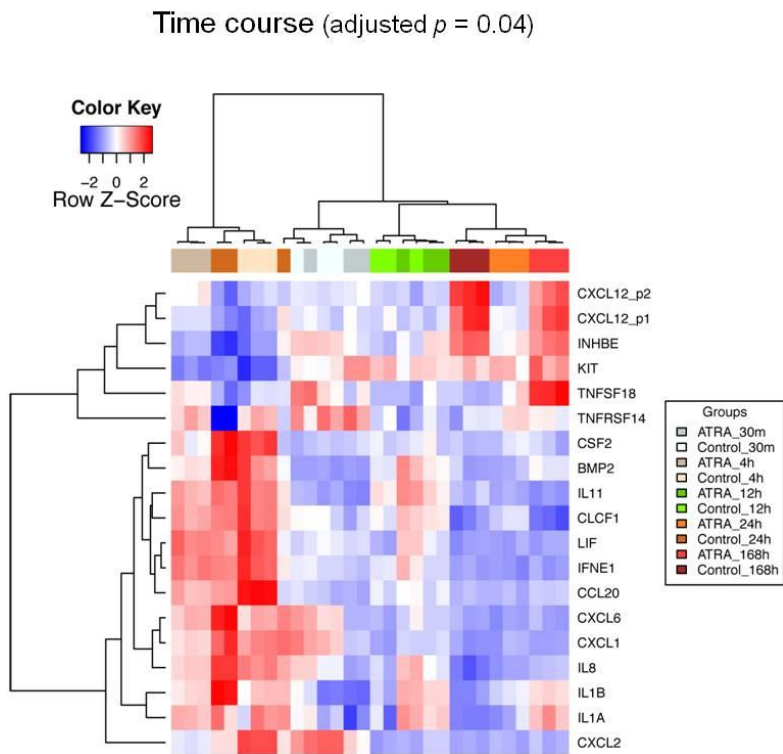 Time course (adjusted p = 0.04)
Color Key
−2 0 2
Row Z−Score
CXCL12_p2
CXCL12_p1
INHBE
KIT
TNFSF18
TNFRSF14
CSF2
BMP2
IL11
CLCF1
LIF
IFNE1
CCL20
CXCL6
CXCL1
IL8
IL1B
IL1A
CXCL2
Groups
ATRA_30m
Control_30m
ATRA_4h
Control_4h
ATRA_12h
Control_12h
ATRA_24h
Control_24h
ATRA_168h
Control_168h